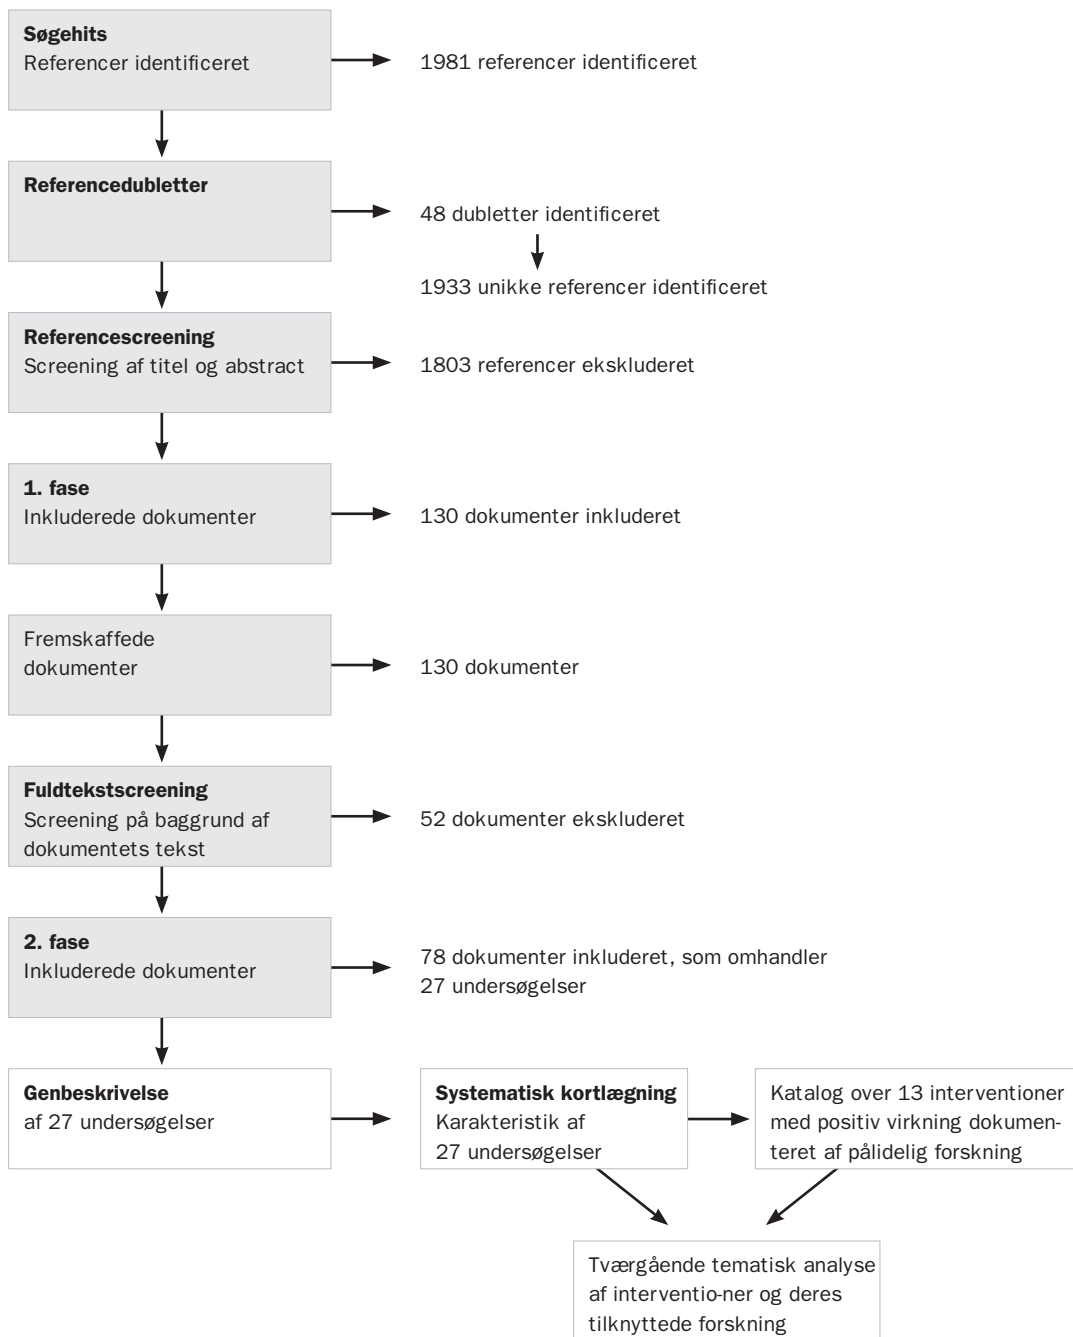 Søgehits
Referencer identificeret
1981 referencer identificeret
Referencedubletter
48 dubletter identificeret
1933 unikke referencer identificeret
Referencescreening
Screening af titel og abstract
1803 referencer ekskluderet
1. fase
Inkluderede dokumenter
130 dokumenter inkluderet
Fremskaffede
dokumenter
130 dokumenter
Fuldtekstscreening
Screening på baggrund af
dokumentets tekst
52 dokumenter ekskluderet
2. fase
Inkluderede dokumenter
78 dokumenter inkluderet, som omhandler
27 undersøgelser
Genbeskrivelse
af 27 undersøgelser
Systematisk kortlægning
Karakteristik af
27 undersøgelser
Katalog over 13 interventioner
med positiv virkning dokumen-
teret af pålidelig forskning
Tværgående tematisk analyse
af interventio-ner og deres
tilknyttede forskning